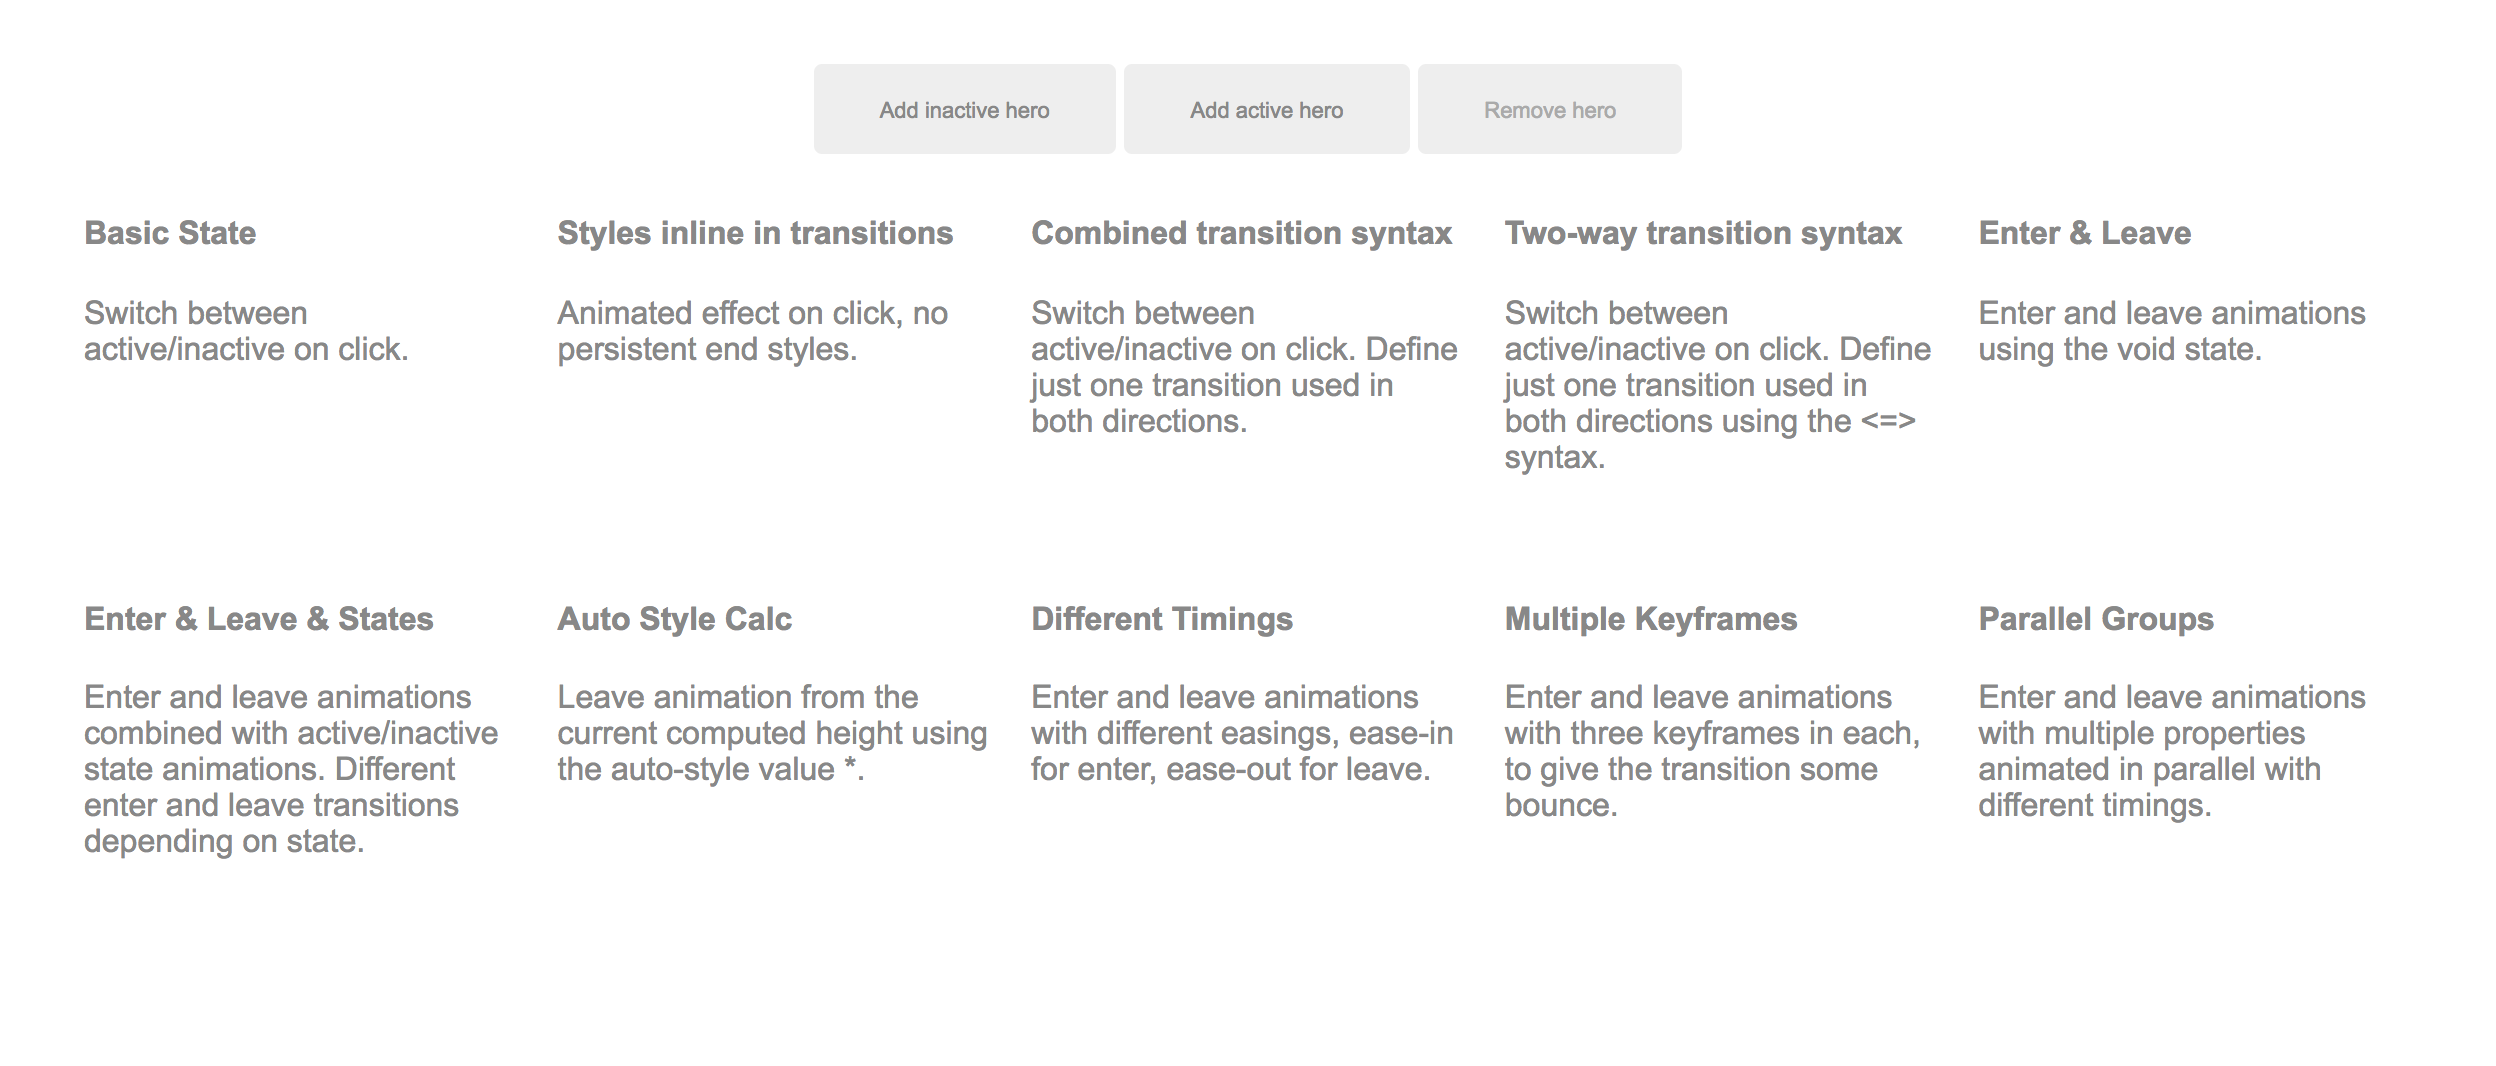 Add inactive hero
Add active hero
Remove hero
Basic State
Switch between
active/inactive on click.
Styles inline in transitions
Animated effect on click, no
persistent end styles.
Combined transition syntax
Switch between
active/inactive on click. Define
just one transition used in
both directions.
Two-way transition syntax
Switch between
active/inactive on click. Define
just one transition used in
both directions using the <=>
syntax.
Enter & Leave
Enter and leave animations
using the void state.
Enter & Leave & States
Enter and leave animations
combined with active/inactive
state animations. Different
enter and leave transitions
depending on state.
Auto Style Calc
Leave animation from the
current computed height using
the auto-style value *.
Different Timings
Enter and leave animations
with different easings, ease-in
for enter, ease-out for leave.
Multiple Keyframes
Enter and leave animations
with three keyframes in each,
to give the transition some
bounce.
Parallel Groups
Enter and leave animations
with multiple properties
animated in parallel with
different timings.